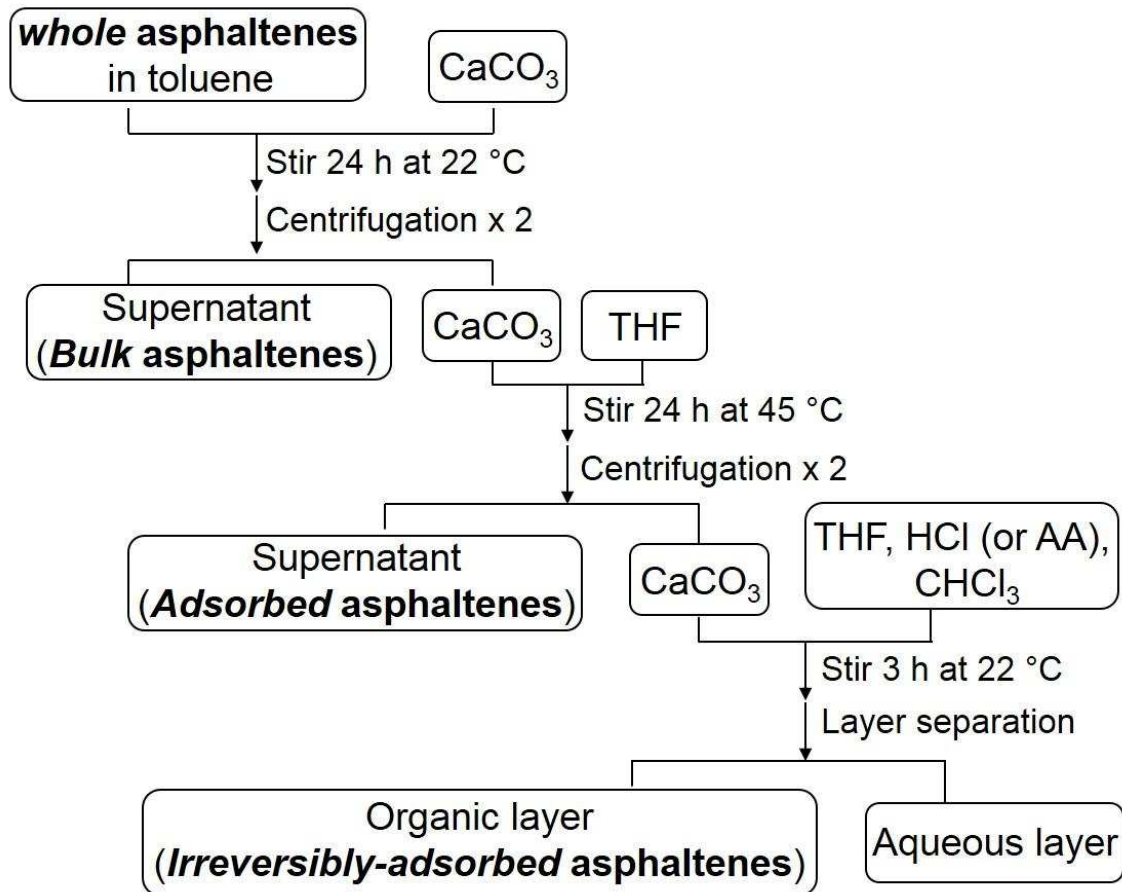 whole asphaltenes
in toluene
CaCO₃
Stir 24 h at 22 °C
Centrifugation x 2
Supernatant
(Bulk asphaltenes)
CaCO₃
THF
Stir 24 h at 45 °C
Centrifugation x 2
Supernatant
(Adsorbed asphaltenes)
CaCO₃
THF, HCl (or AA),
CHCl₃
Stir 3 h at 22 °C
Layer separation
Organic layer
(Irreversibly-adsorbed asphaltenes)
Aqueous layer